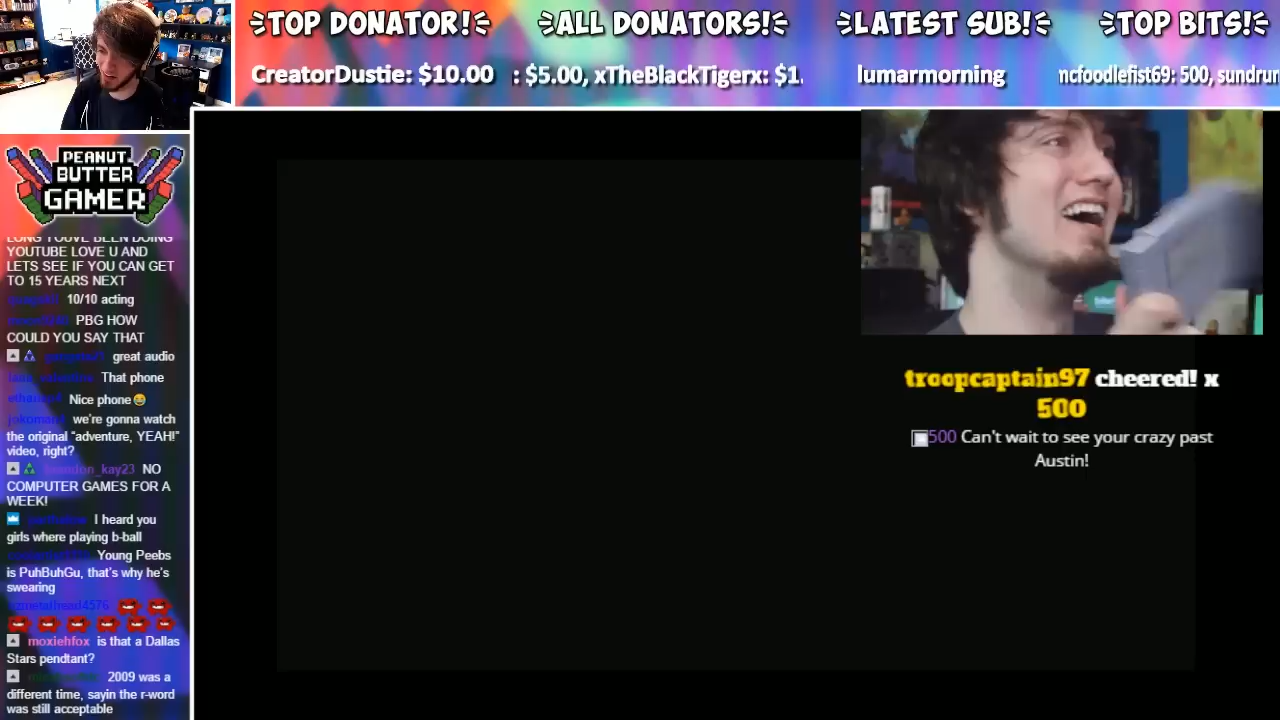 TOP DONATOR!
ALL DONATORS!
LATEST SUB!
TOP BITS!
CreatorDustie: $10.00
: $5.00, xTheBlackTigerx: $1.
lumarmorning
ncfoodlefist69: 500, sundrun
PEANUT
BUTTER
GAMER
LONG YOUVE BEEN DOING
YOUTUBE LOVE U AND
LETS SEE IF YOU CAN GET
TO 15 YEARS NEXT
10/10 acting
PBG HOW
COULD YOU SAY THAT
great audio
That phone
Nice phone😂
we're gonna watch
the original "adventure, YEAH!"
video, right?
NO
COMPUTER GAMES FOR A
WEEK!
I heard you
girls where playing b-ball
Young Peebs
is PuhBuhGu, that's why he's
swearing
moxiehfox is that a Dallas
Stars pendtant?
2009 was a
different time, sayin the r-word
was still acceptable
troopcaptain97 cheered! x
500
500 Can't wait to see your crazy past
Austin!